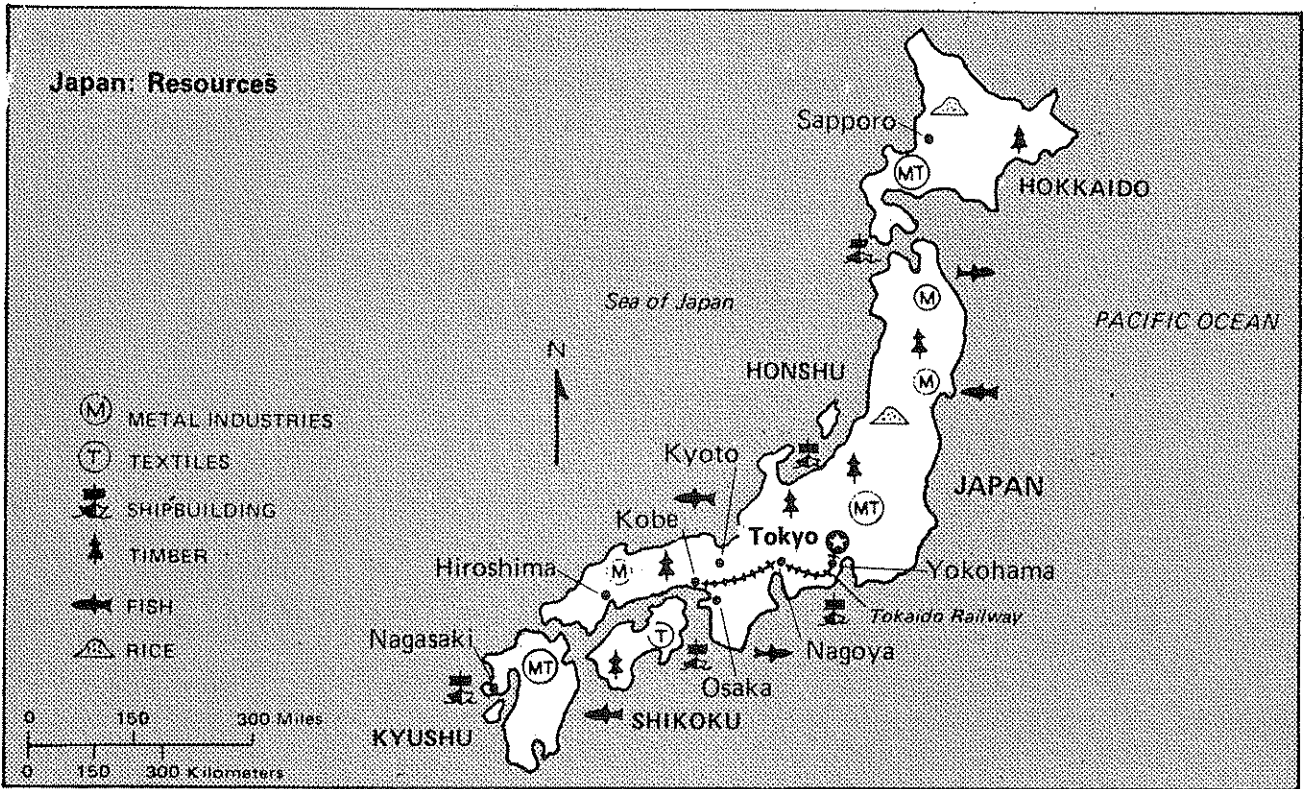 Japan: Resources
Sapporo
MT
HOKKAIDO
Sea of Japan
PACIFIC OCEAN
M
N
HONSHU
M
M METAL INDUSTRIES
T TEXTILES
SHIPBUILDING
TIMBER
FISH
RICE
Kyoto
JAPAN
MT
Kobe
Tokyo
Hiroshima
M
Yokohama
Tokaido Railway
Nagasaki
T
Nagoya
MT
Osaka
SHIKOKU
KYUSHU
0 150 300 Miles
0 150 300 Kilometers